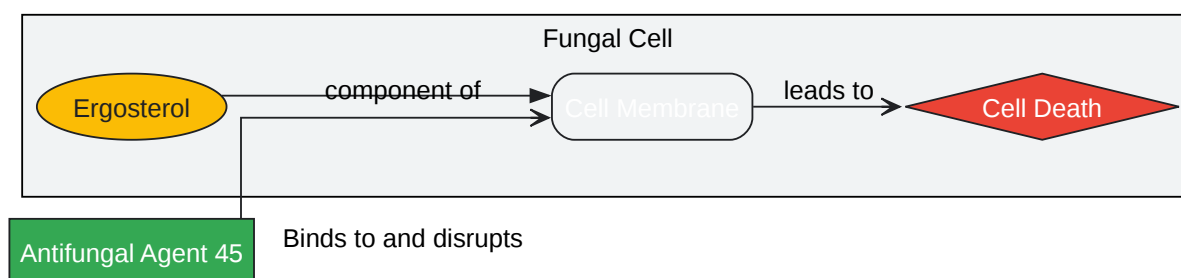 Fungal Cell
Ergosterol
component of
Cell Membrane
leads to
Cell Death
Antifungal Agent 45
Binds to and disrupts